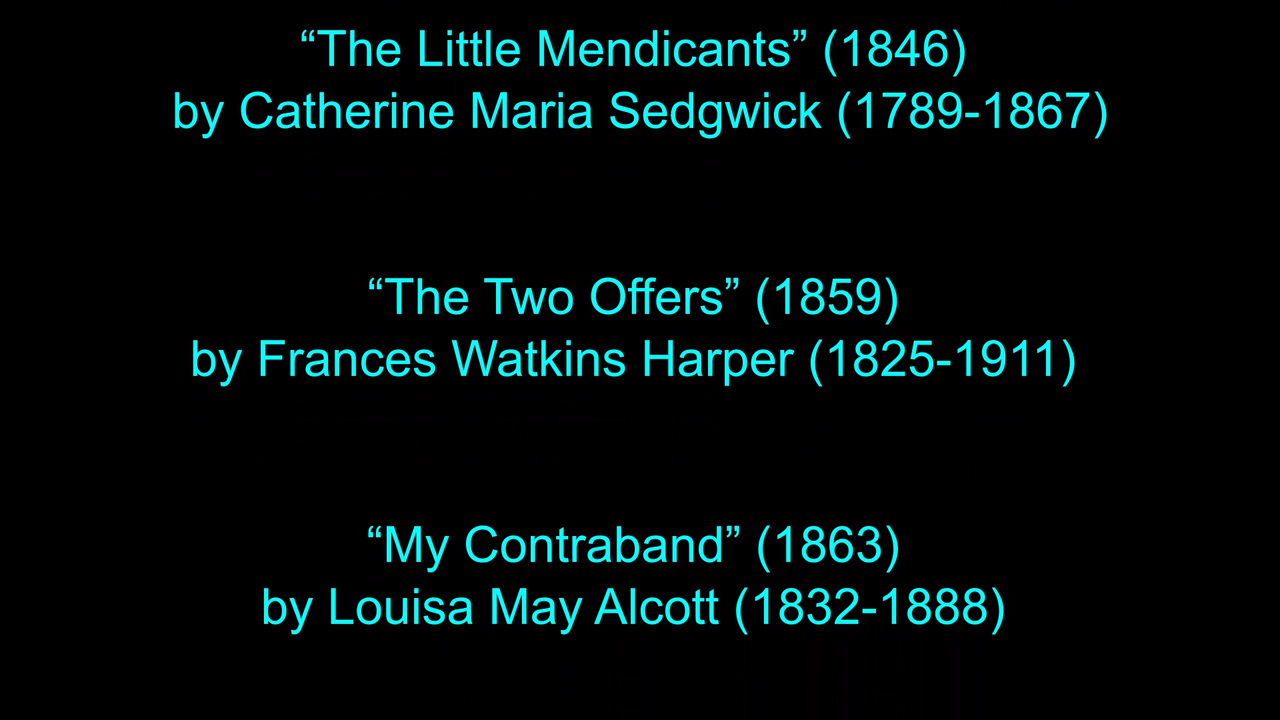 “The Little Mendicants” (1846)
by Catherine Maria Sedgwick (1789-1867)
“The Two Offers” (1859)
by Frances Watkins Harper (1825-1911)
“My Contraband” (1863)
by Louisa May Alcott (1832-1888)